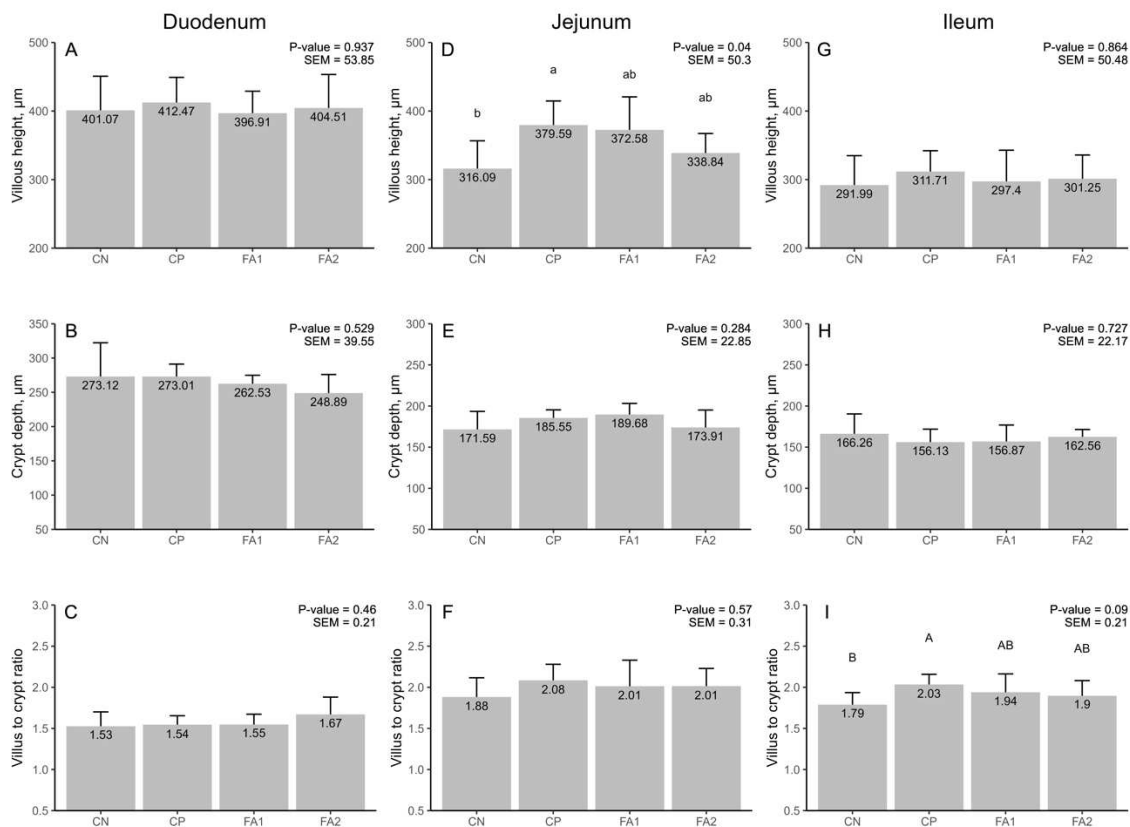 Duodenum
Jejunum
Ileum
A
P-value = 0.937
SEM = 53.85
Villous height, µm
500
400
300
200
401.07
412.47
396.91
404.51
CN
CP
FA1
FA2
D
P-value = 0.04
SEM = 50.3
Villous height, µm
500
400
300
200
b
a
ab
ab
316.09
379.59
372.58
338.84
CN
CP
FA1
FA2
G
P-value = 0.864
SEM = 50.48
Villous height, µm
500
400
300
200
291.99
311.71
297.4
301.25
CN
CP
FA1
FA2
B
P-value = 0.529
SEM = 39.55
Crypt depth, µm
350
300
250
200
150
100
50
273.12
273.01
262.53
248.89
CN
CP
FA1
FA2
E
P-value = 0.284
SEM = 22.85
Crypt depth, µm
300
250
200
150
100
50
171.59
185.55
189.68
173.91
CN
CP
FA1
FA2
H
P-value = 0.727
SEM = 22.17
Crypt depth, µm
300
250
200
150
100
50
166.26
156.13
156.87
162.56
CN
CP
FA1
FA2
C
P-value = 0.46
SEM = 0.21
Villus to crypt ratio
3.0
2.5
2.0
1.5
1.0
0.5
1.53
1.54
1.55
1.67
CN
CP
FA1
FA2
F
P-value = 0.57
SEM = 0.31
Villus to crypt ratio
3.0
2.5
2.0
1.5
1.0
0.5
1.88
2.08
2.01
2.01
CN
CP
FA1
FA2
I
P-value = 0.09
SEM = 0.21
Villus to crypt ratio
3.0
2.5
2.0
1.5
1.0
0.5
B
A
AB
AB
1.79
2.03
1.94
1.9
CN
CP
FA1
FA2